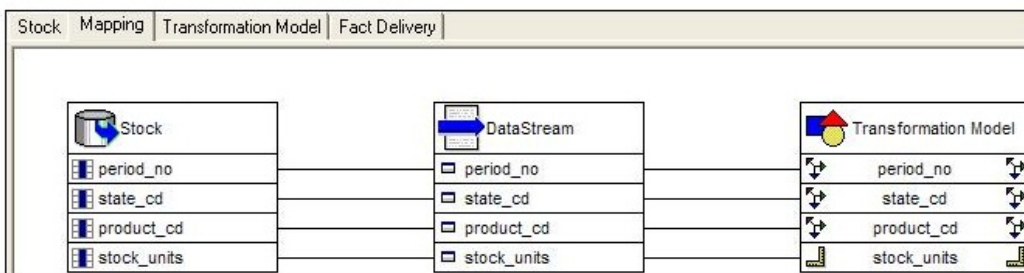 Stock Mapping Transformation Model Fact Delivery
Stock DataStream Transformation Model
period_no period_no period_no
state_cd state_cd state_cd
product_cd product_cd product_cd
stock_units stock_units stock_units